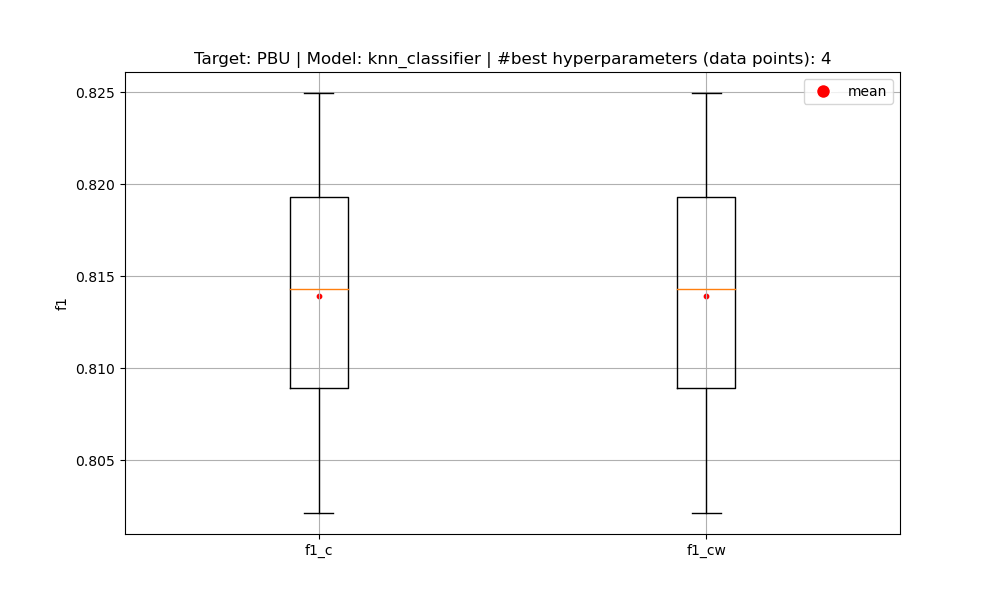 Target: PBU | Model: knn_classifier | #best hyperparameters (data points): 4
mean
0.825
0.820
0.815
0.810
0.805
f1
f1_c
f1_cw